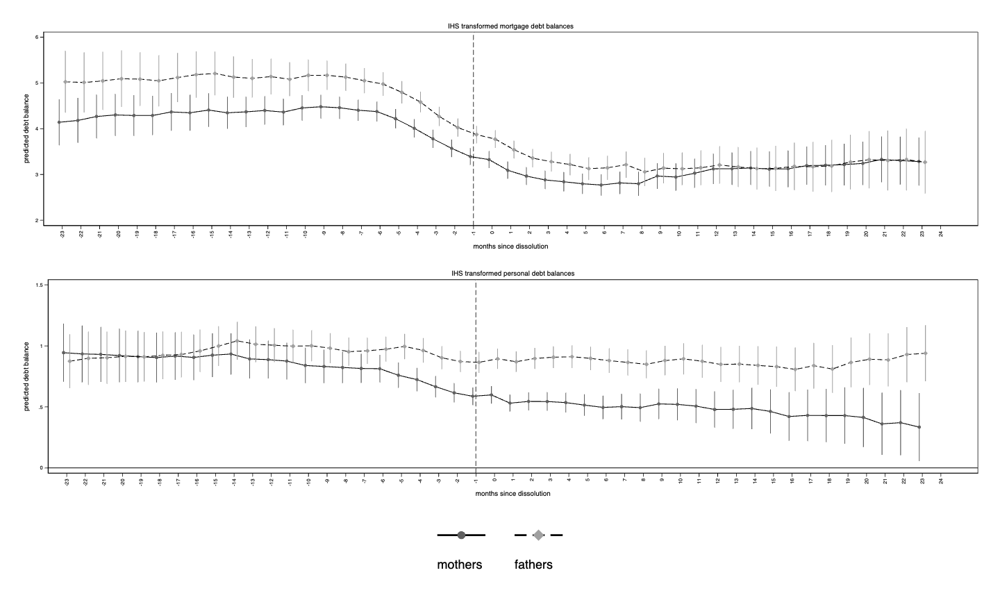 IHS transformed mortgage debt balances
6
5
4
3
2
predicted debt balance
-23 -22 -21 -20 -19 -18 -17 -16 -15 -14 -13 -12 -11 -10 -9 -8 -7 -6 -5 -4 -3 -2 -1 0 1 2 3 4 5 6 7 8 9 10 11 12 13 14 15 16 17 18 19 20 21 22 23 24
months since dissolution
IHS transformed personal debt balances
1.5
1
.5
0
predicted debt balance
-23 -22 -21 -20 -19 -18 -17 -16 -15 -14 -13 -12 -11 -10 -9 -8 -7 -6 -5 -4 -3 -2 -1 0 1 2 3 4 5 6 7 8 9 10 11 12 13 14 15 16 17 18 19 20 21 22 23 24
months since dissolution
mothers fathers